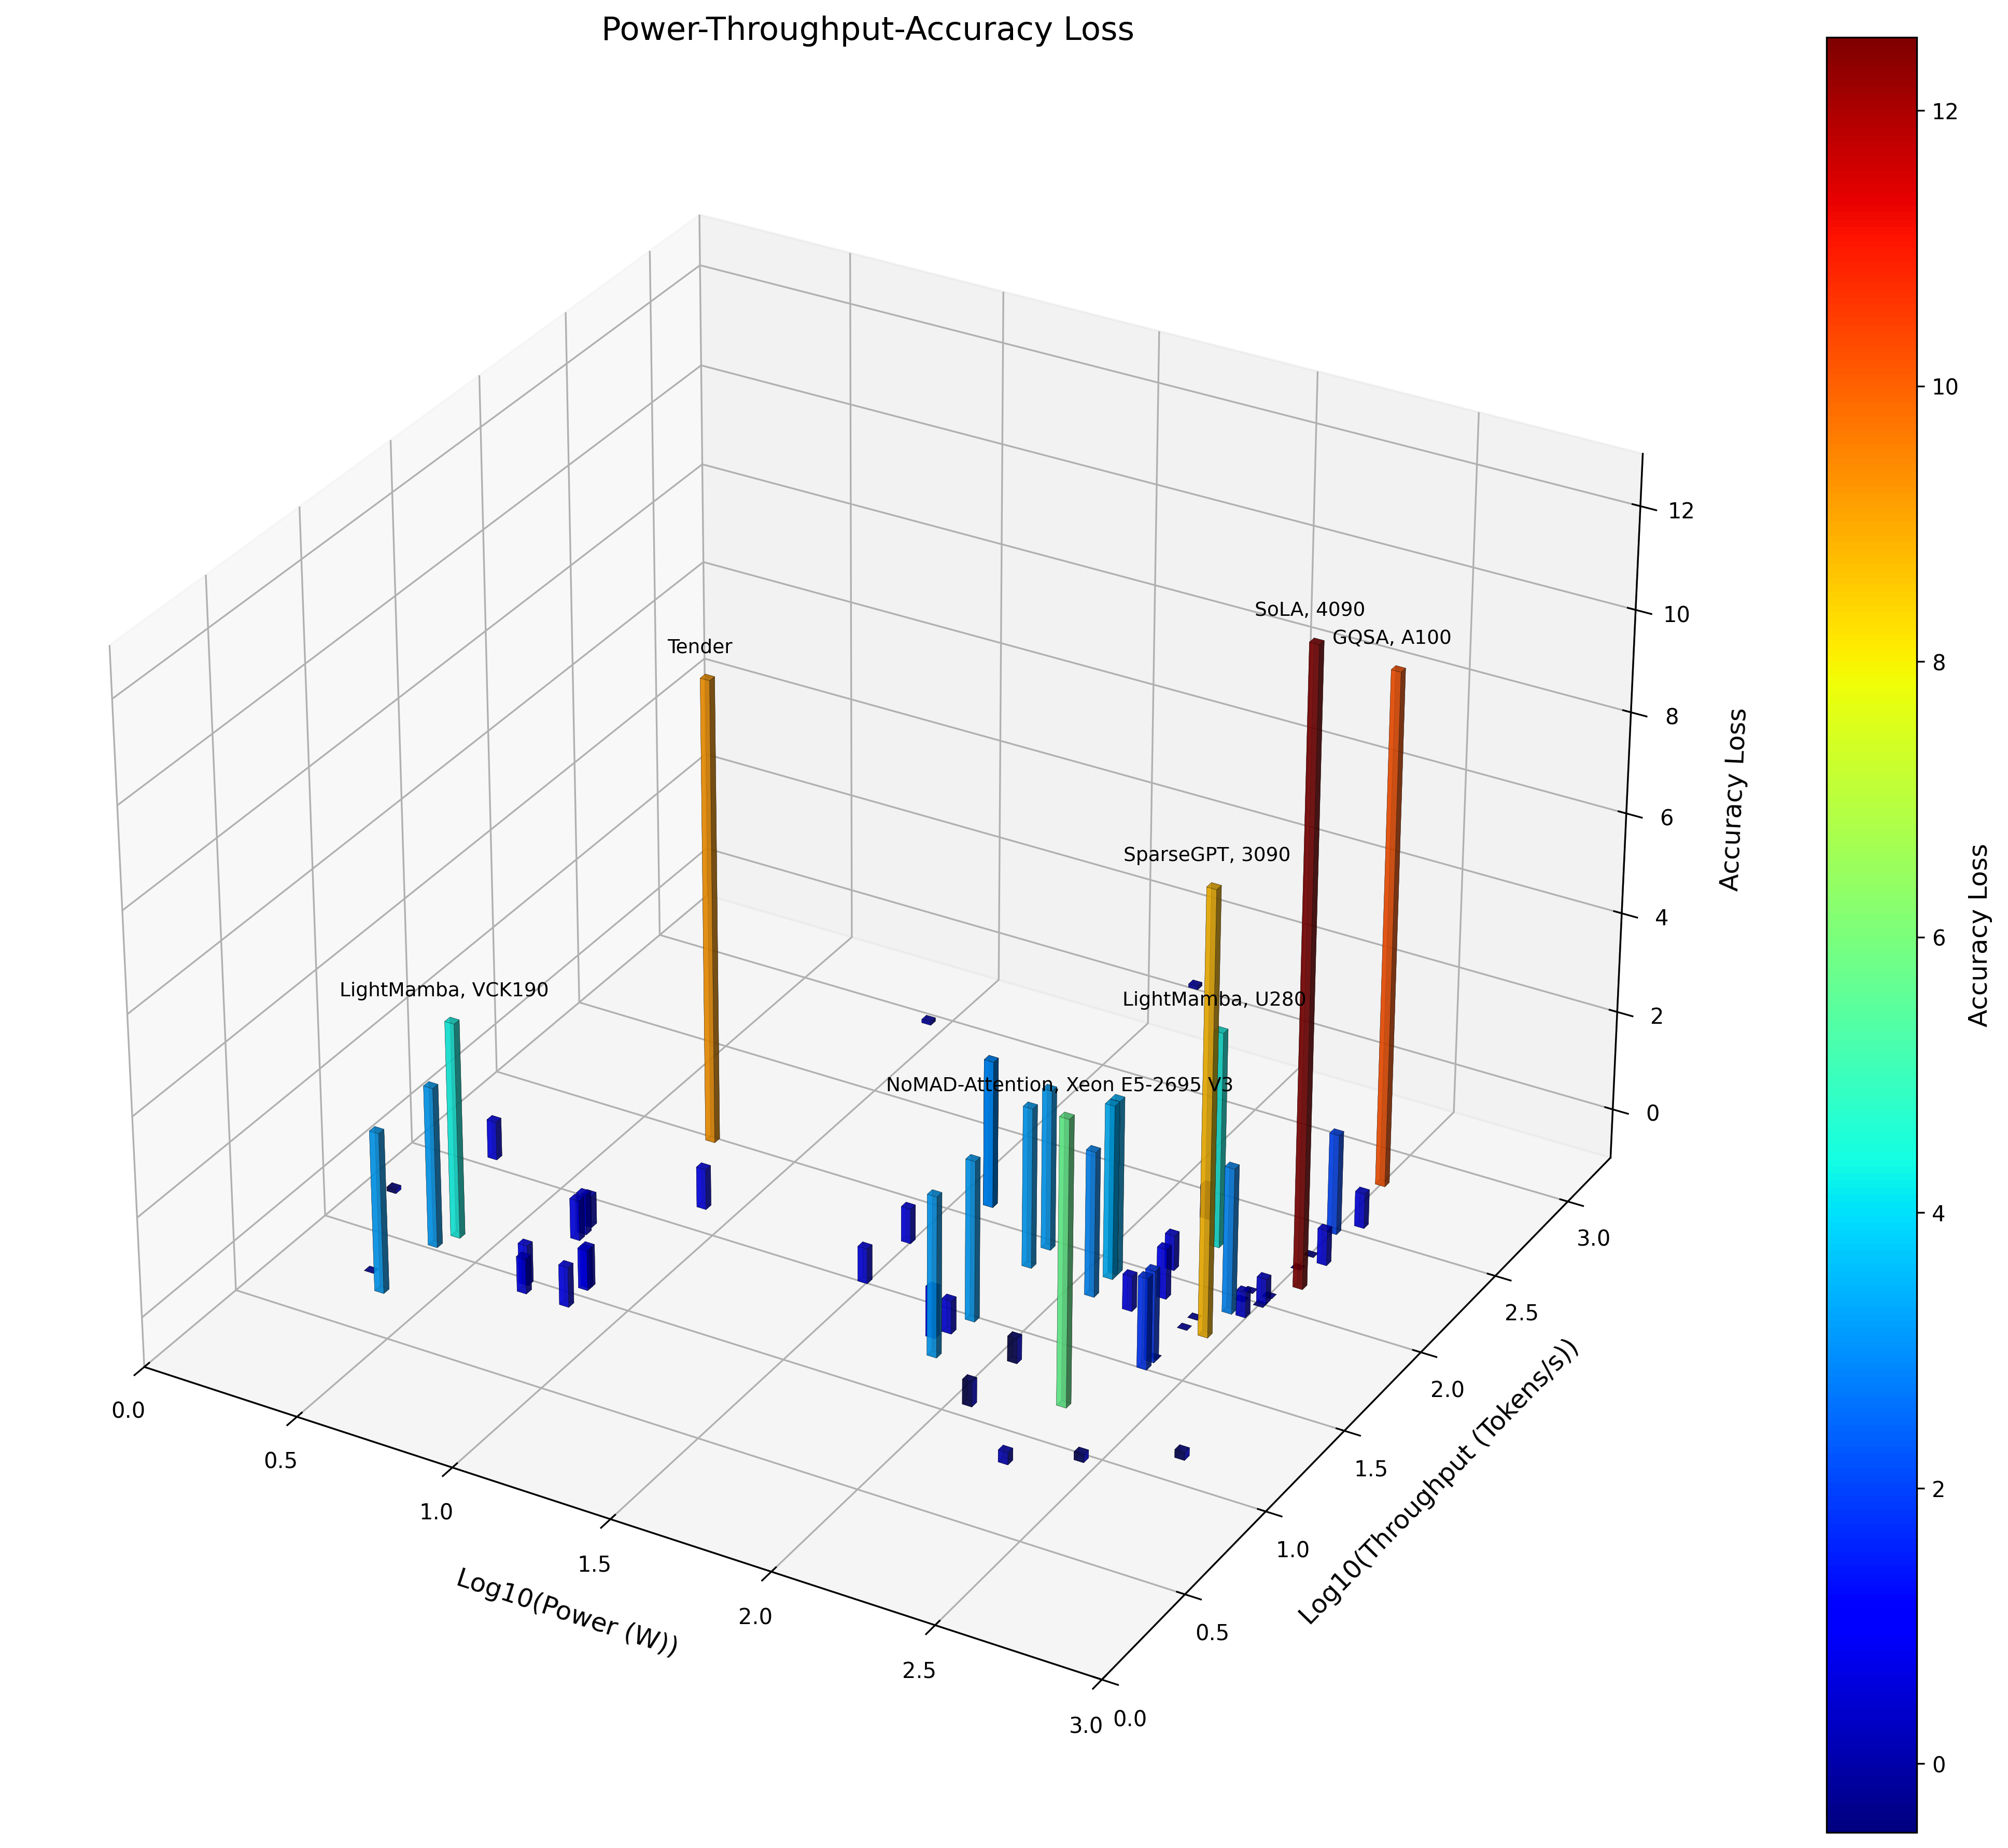 Power-Throughput-Accuracy Loss
12
10
8
6
4
2
0
Accuracy Loss
SoLA, 4090
GQSA, A100
Tender
SparseGPT, 3090
LightMamba, VCK190
LightMamba, U280
NoMAD-Attention, Xeon E5-2695 V3
12
10
8
6
4
2
0
Accuracy Loss
0.0
0.5
1.0
1.5
2.0
2.5
3.0
Log10(Power (W))
0.0
0.5
1.0
1.5
2.0
2.5
3.0
Log10(Throughput (Tokens/s))